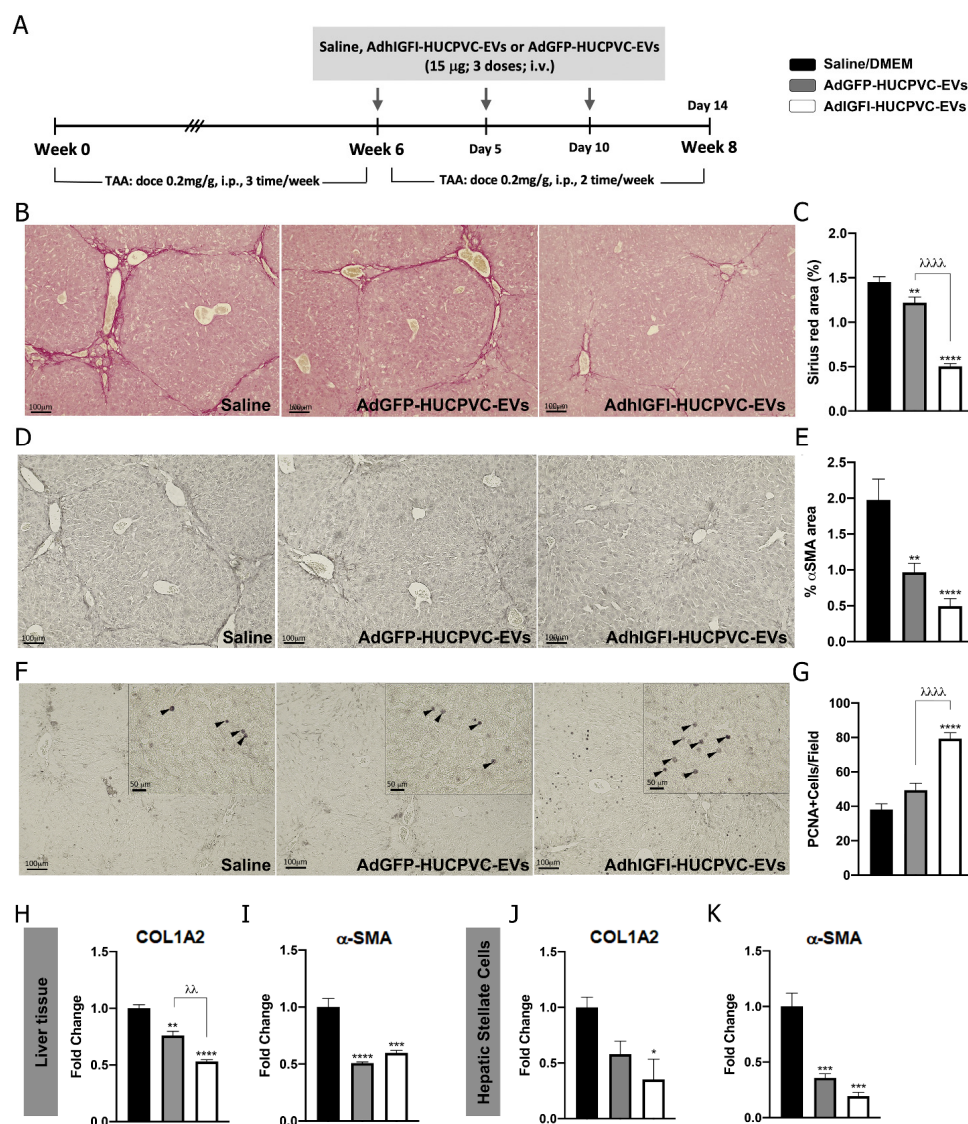 A
Saline, AdhIGFI-HUCPVC-EVs or AdGFP-HUCPVC-EVs
(15 µg; 3 doses; i.v.)
Saline/DMEM
AdGFP-HUCPVC-EVs
AdIGFI-HUCPVC-EVs
Day 14
Week 0
Week 6
Day 5
Day 10
Week 8
TAA: doce 0.2mg/g, i.p., 3 time/week
TAA: doce 0.2mg/g, i.p., 2 time/week
B
100µm
Saline
100µm
AdGFP-HUCPVC-EVs
100µm
AdhIGFI-HUCPVC-EVs
C
Sirius red area (%)
2.0
1.5
1.0
0.5
0.0
**
λλλλ
****
D
100µm
Saline
100µm
AdGFP-HUCPVC-EVs
100µm
AdhIGFI-HUCPVC-EVs
E
% αSMA area
2.5
2.0
1.5
1.0
0.5
0.0
**
****
F
50 µm
100µm
Saline
50 µm
100µm
AdGFP-HUCPVC-EVs
50 µm
100µm
AdhIGFI-HUCPVC-EVs
G
PCNA+Cells/Field
100
80
60
40
20
0
λλλλ
****
Liver tissue
H
COL1A2
Fold Change
1.5
1.0
0.5
0.0
**
λλ
****
I
α-SMA
Fold Change
1.5
1.0
0.5
0.0
****
***
Hepatic Stellate Cells
J
COL1A2
Fold Change
1.5
1.0
0.5
0.0
*
K
α-SMA
Fold Change
1.5
1.0
0.5
0.0
***
***